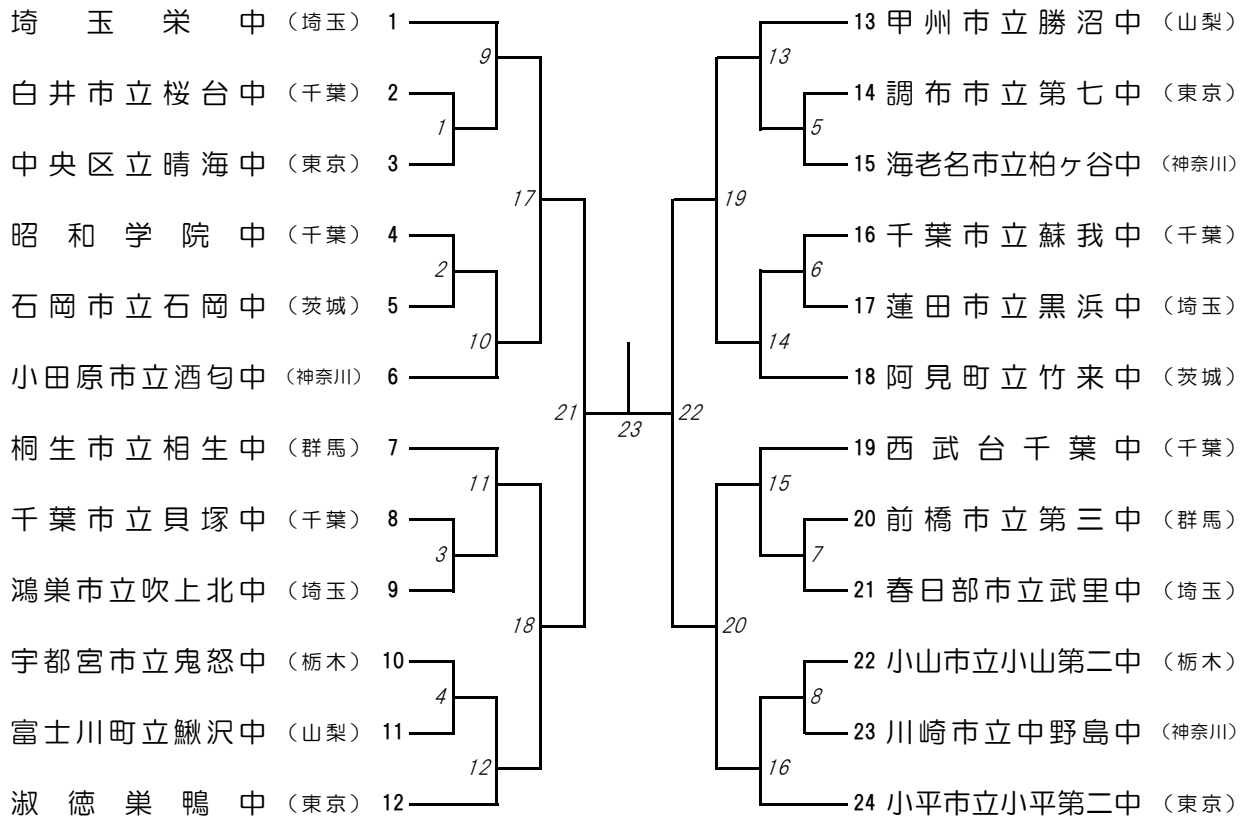 埼玉栄中 （埼玉） 1
白井市立桜台中 （千葉） 2
中央区立晴海中 （東京） 3
昭和学院中 （千葉） 4
石岡市立石岡中 （茨城） 5
小田原市立酒匂中 （神奈川） 6
桐生市立相生中 （群馬） 7
千葉市立貝塚中 （千葉） 8
鴻巣市立吹上北中 （埼玉） 9
宇都宮市立鬼怒中 （栃木） 10
富士川町立鰍沢中 （山梨） 11
淑徳巣鴨中 （東京） 12
9
1
17
2
10
21
11
3
18
4
12
23
13 甲州市立勝沼中 （山梨）
14 調布市立第七中 （東京）
15 海老名市立柏ヶ谷中 （神奈川）
16 千葉市立蘇我中 （千葉）
17 蓮田市立黒浜中 （埼玉）
18 阿見町立竹来中 （茨城）
19 西武台千葉中 （千葉）
20 前橋市立第三中 （群馬）
21 春日部市立武里中 （埼玉）
22 小山市立小山第二中 （栃木）
23 川崎市立中野島中 （神奈川）
24 小平市立小平第二中 （東京）
13
5
19
6
14
22
15
7
20
8
16